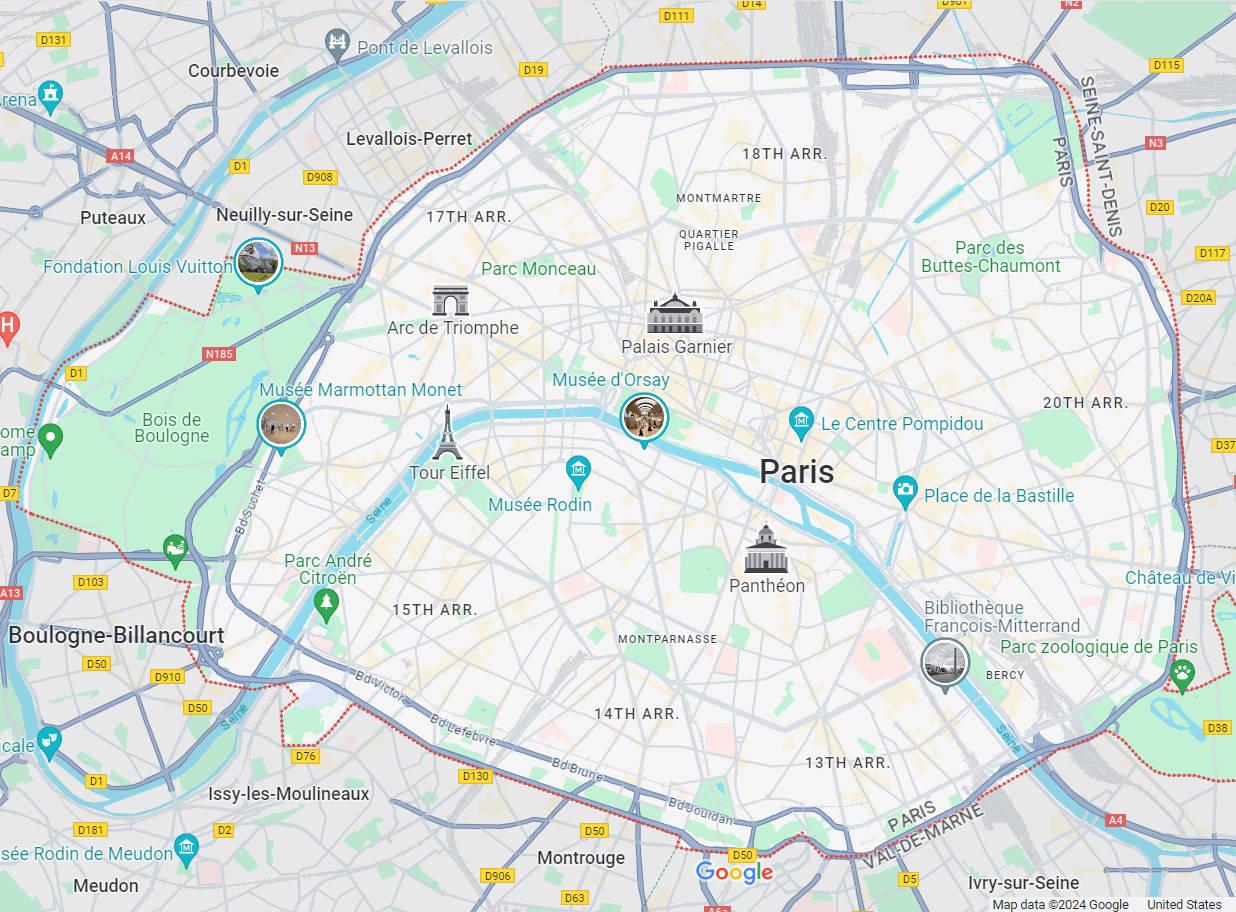 D111
D14
D901
N2
D131
Pont de Levallois
Courbevoie
D19
D115
Arena
Levallois-Perret
SEINE-SAINT-DENIS
PARIS
A14
D1
D908
18TH ARR.
N3
MONTMARTRE
Puteaux
Neuilly-sur-Seine
17TH ARR.
D20
QUARTIER
PIGALLE
N13
Parc des
Buttes-Chaumont
D117
Fondation Louis Vuitton
Parc Monceau
D20A
H
Arc de Triomphe
Palais Garnier
N185
D1
Musée Marmottan Monet
Musée d'Orsay
20TH ARR.
Bois de
Boulogne
ome
amp
Le Centre Pompidou
D37
Paris
Tour Eiffel
D7
Bd Suchet
Seine
Musée Rodin
Place de la Bastille
Parc André
Citroën
D103
Panthéon
Château de Vi
A13
15TH ARR.
Bibliothèque
François-Mitterrand
Boulogne-Billancourt
MONTPARNASSE
Parc zoologique de Paris
D50
D910
BERCY
Bd Victor
D50
Seine
14TH ARR.
Bd Lefebvre
D38
cale
D76
Seine
D1
D130
Bd Brune
13TH ARR.
Issy-les-Moulineaux
Bd Jourdan
PARIS
VAL-DE-MARNE
A4
D181
D2
D50
sée Rodin de Meudon
Montrouge
D50
Google
D906
D5
Meudon
Ivry-sur-Seine
D63
A6a
Map data ©2024 Google
United States